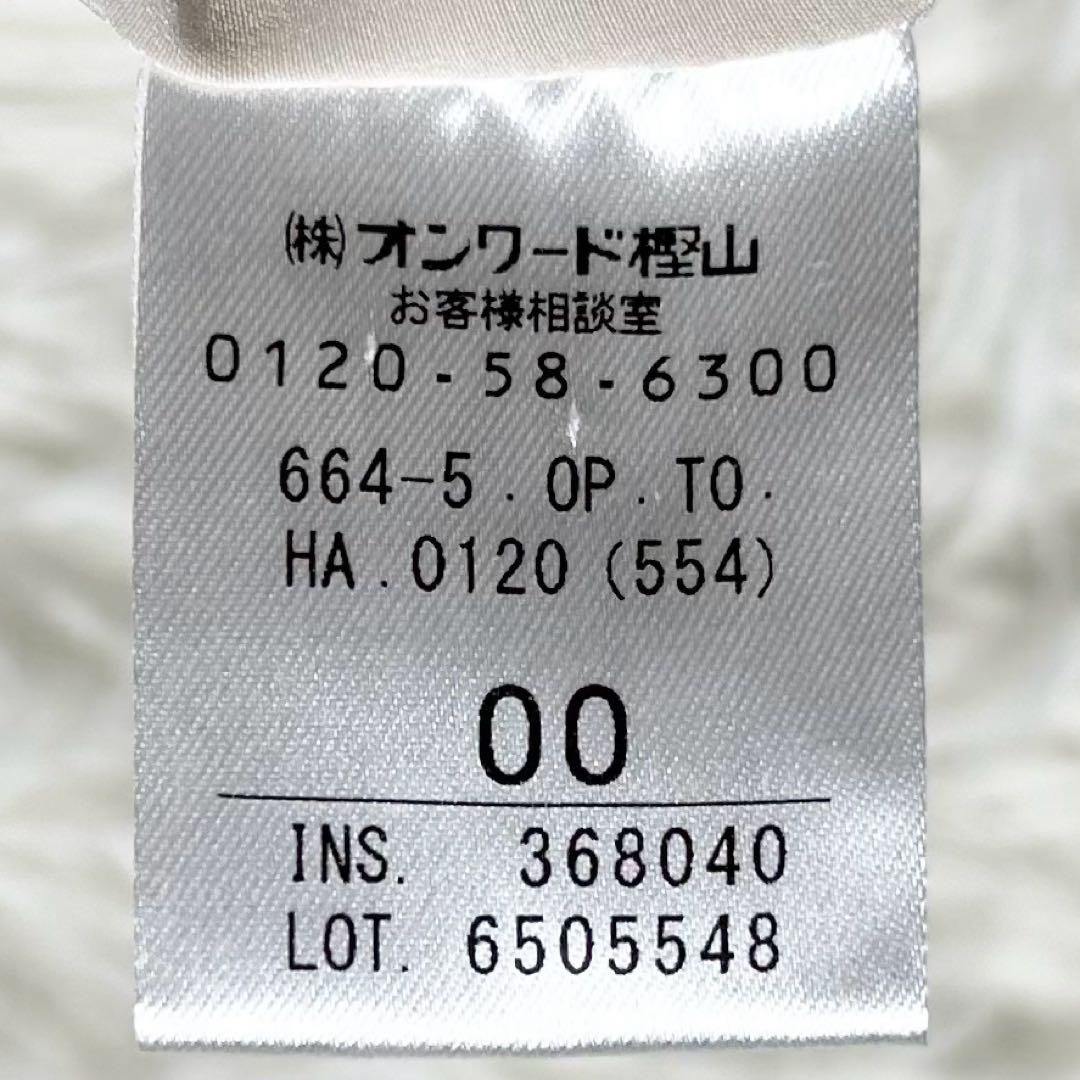 (株)オンワード樫山
お客様相談室
0120-58-6300
664-5.OP.TO.
HA.0120(554)
00
INS. 368040
LOT. 6505548